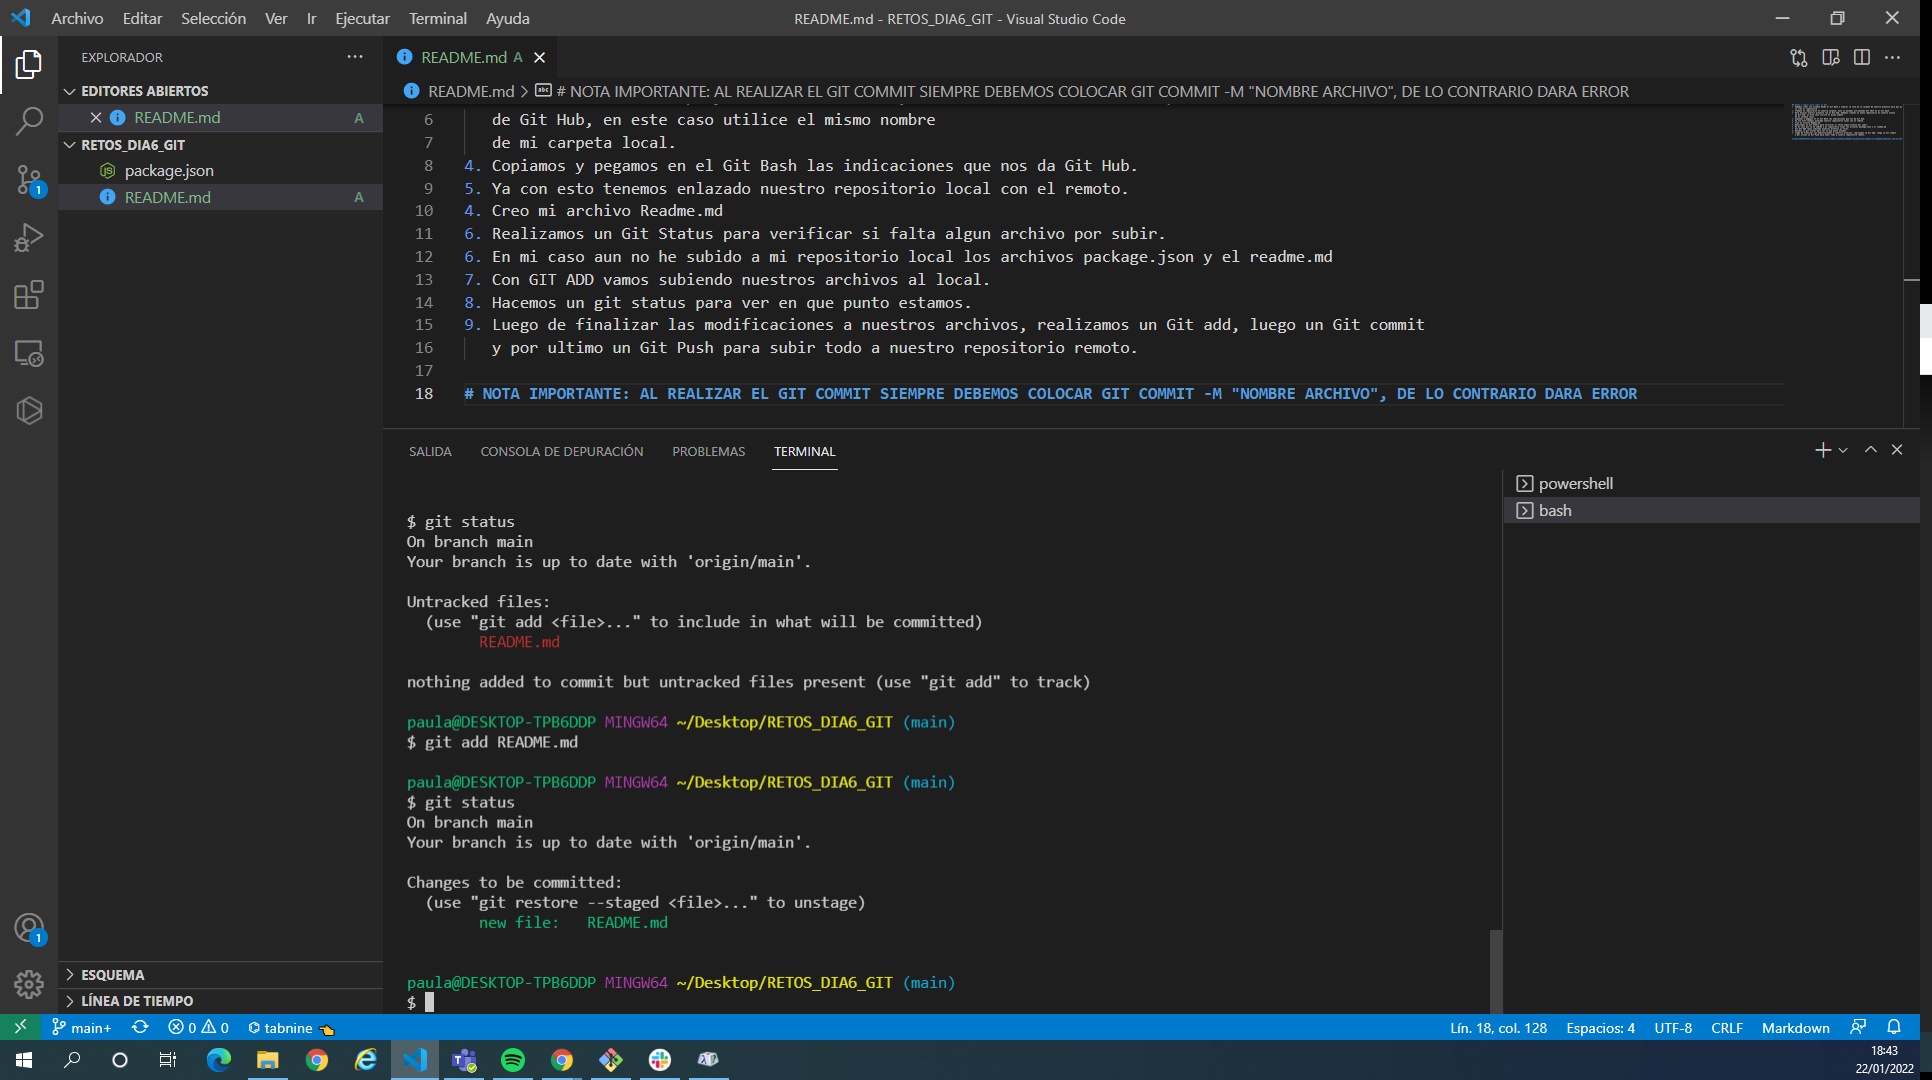 Archivo Editar Selección Ver Ir Ejecutar Terminal Ayuda
README.md - RETOS_DIA6_GIT - Visual Studio Code
EXPLORADOR
EDITORES ABIERTOS
README.md A
RETOS_DIA6_GIT
package.json
README.md A
ESQUEMA
LÍNEA DE TIEMPO
1
1
README.md A
README.md > # NOTA IMPORTANTE: AL REALIZAR EL GIT COMMIT SIEMPRE DEBEMOS COLOCAR GIT COMMIT -M "NOMBRE ARCHIVO", DE LO CONTRARIO DARA ERROR
6 de Git Hub, en este caso utilice el mismo nombre
7 de mi carpeta local.
8 4. Copiamos y pegamos en el Git Bash las indicaciones que nos da Git Hub.
9 5. Ya con esto tenemos enlazado nuestro repositorio local con el remoto.
10 4. Creo mi archivo Readme.md
11 6. Realizamos un Git Status para verificar si falta algun archivo por subir.
12 6. En mi caso aun no he subido a mi repositorio local los archivos package.json y el readme.md
13 7. Con GIT ADD vamos subiendo nuestros archivos al local.
14 8. Hacemos un git status para ver en que punto estamos.
15 9. Luego de finalizar las modificaciones a nuestros archivos, realizamos un Git add, luego un Git commit
16 y por ultimo un Git Push para subir todo a nuestro repositorio remoto.
17
18 # NOTA IMPORTANTE: AL REALIZAR EL GIT COMMIT SIEMPRE DEBEMOS COLOCAR GIT COMMIT -M "NOMBRE ARCHIVO", DE LO CONTRARIO DARA ERROR
SALIDA CONSOLA DE DEPURACIÓN PROBLEMAS TERMINAL
powershell
bash
$ git status
On branch main
Your branch is up to date with 'origin/main'.
Untracked files:
(use "git add <file>..." to include in what will be committed)
README.md
nothing added to commit but untracked files present (use "git add" to track)
paula@DESKTOP-TPB6DDP MINGW64 ~/Desktop/RETOS_DIA6_GIT (main)
$ git add README.md
paula@DESKTOP-TPB6DDP MINGW64 ~/Desktop/RETOS_DIA6_GIT (main)
$ git status
On branch main
Your branch is up to date with 'origin/main'.
Changes to be committed:
(use "git restore --staged <file>..." to unstage)
new file: README.md
paula@DESKTOP-TPB6DDP MINGW64 ~/Desktop/RETOS_DIA6_GIT (main)
$
main+ 0 0 tabnine
Lín. 18, col. 128 Espacios: 4 UTF-8 CRLF Markdown
18:43
22/01/2022